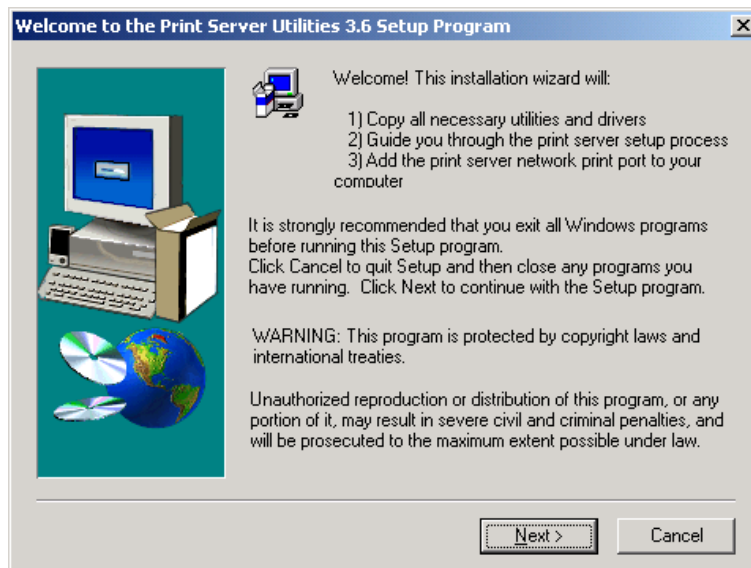 Welcome to the Print Server Utilities 3.6 Setup Program
Welcome! This installation wizard will:
1) Copy all necessary utilities and drivers
2) Guide you through the print server setup process
3) Add the print server network print port to your
computer
It is strongly recommended that you exit all Windows programs
before running this Setup program.
Click Cancel to quit Setup and then close any programs you
have running. Click Next to continue with the Setup program.
WARNING: This program is protected by copyright laws and
international treaties.
Unauthorized reproduction or distribution of this program, or any
portion of it, may result in severe civil and criminal penalties, and
will be prosecuted to the maximum extent possible under law.
Next >
Cancel